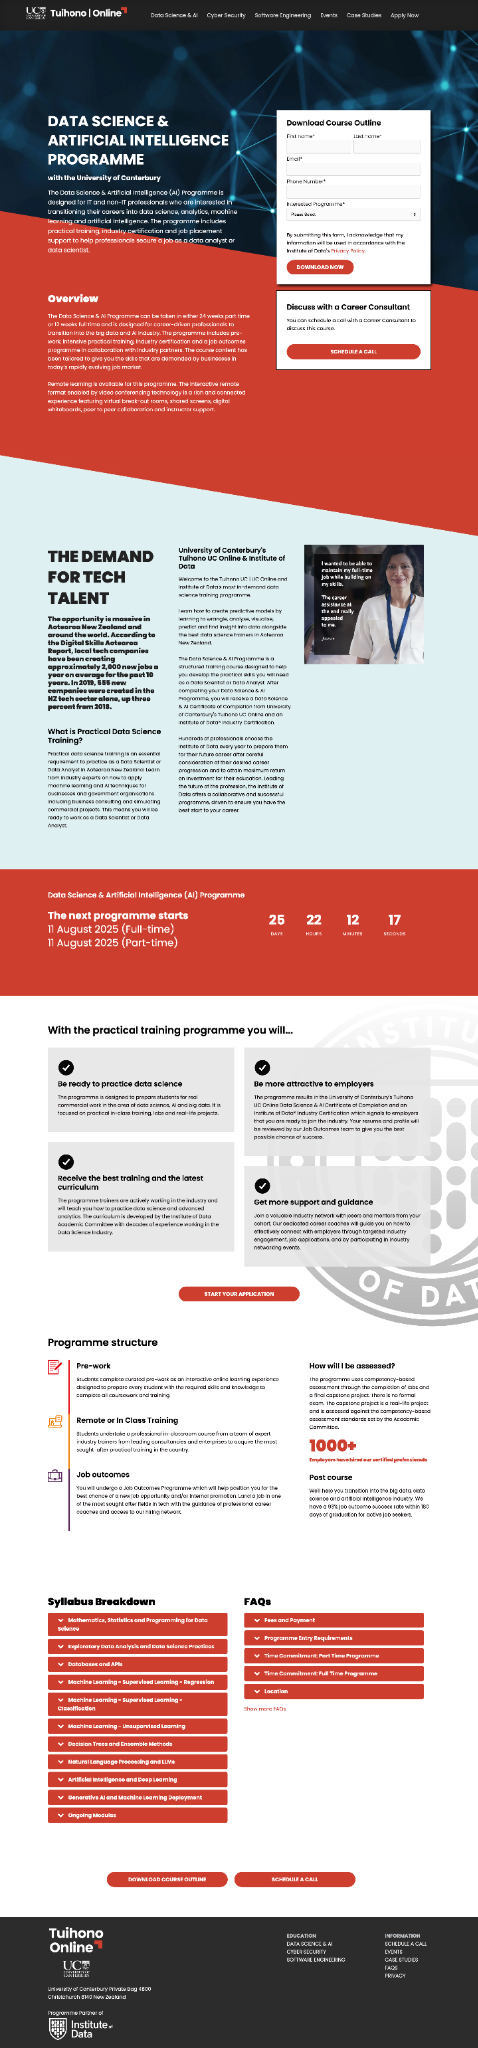 UC
Tuihono | Online
Data Science & AI
Cyber Security
Software Engineering
Events
Case Studies
Apply Now
DATA SCIENCE &
ARTIFICIAL INTELLIGENCE
PROGRAMME
with the University of Canterbury
The Data Science & Artificial Intelligence (AI) Programme is
designed for IT and non-IT professionals who are interested in
transitioning their careers into data science, analytics, machine
learning and artificial intelligence. The programme includes
practical training, industry certification and job placement
support to help professionals secure a job as a data analyst or
data scientist.
Download Course Outline
First name*
Last name*
Email*
Phone Number*
Interested Programme*
Please Select
By submitting this form, I acknowledge that my
information will be used in accordance with the
Institute of Data's Privacy Policy.
DOWNLOAD NOW
Discuss with a Career Consultant
You can schedule a call with a Career Consultant to
discuss this course.
SCHEDULE A CALL
Overview
The Data Science & AI Programme can be taken in either 24 weeks part time
or 12 weeks full time and is designed for career-driven professionals to
transition into the big data and AI industry. The programme includes pre-
work, intensive practical training, industry certification and a job outcomes
programme in collaboration with industry partners. The course content has
been tailored to give you the skills that are demanded by businesses in
today's rapidly evolving job market.
Remote learning is available for this programme. The interactive remote
format enabled by video conferencing technology is a rich and connected
experience featuring virtual break-out rooms, shared screens, digital
whiteboards, peer to peer collaboration and instructor support.
THE DEMAND
FOR TECH
TALENT
The opportunity is massive in
Aotearoa New Zealand and
around the world. According to
the Digital Skills Aotearoa
Report, local tech companies
have been creating
approximately 2,000 new jobs a
year on average for the past 10
years. In 2019, 555 new
companies were created in the
NZ tech sector alone, up three
percent from 2018.
What is Practical Data Science
Training?
Practical data science training is an essential
requirement to practice as a Data Scientist or
Data Analyst in Aotearoa New Zealand. Learn
from industry experts on how to apply
machine learning and AI techniques for
businesses and government organisations
including business consulting and simulating
commercial projects. This means you will be
ready to work as a Data Scientist or Data
Analyst.
University of Canterbury's
Tuihono UC Online & Institute of
Data
Welcome to the Tuihono UC | UC Online and
Institute of Data's most in-demand data
science training programme.
Learn how to create predictive models by
learning to wrangle, analyse, visualise,
predict and find insight into data alongside
the best data science trainers in Aotearoa
New Zealand.
The Data Science & AI Programme is a
structured training course designed to help
you develop the practical skills you will
need as a Data Scientist or Data Analyst. After
completing your Data Science & AI
Programme, you will receive a Data Science
& AI Certificate of Completion from University
of Canterbury's Tuihono UC Online and an
Institute of Data® Industry Certification.
Hundreds of professionals choose the
Institute of Data every year to prepare them
for their future career after careful
consideration of their desired career
progression and to attain maximum return
on investment for their education. Leading
the future of the profession, the Institute of
Data offers a collaborative and successful
programme, driven to ensure you have the
best start to your career.
I wanted to be able to
maintain my full-time
job while building on
my skills.
The career
assistance at
the end really
appealed to
me.
Data Science & Artificial Intelligence (AI) Programme
The next programme starts
11 August 2025 (Full-time)
11 August 2025 (Part-time)
25
DAYS
22
HOURS
12
MINUTES
17
SECONDS
With the practical training programme you will...
Be ready to practice data science
The programme is designed to prepare students for real
commercial work in the area of data science, AI and big data. It is
focused on practical in-class training, labs and real-life projects.
Be more attractive to employers
The programme results in the University of Canterbury's Tuihono
UC Online Data Science & AI Certificate of Completion and an
Institute of Data® Industry Certification which signals to employers
that you are ready to join the industry. Your resume and profile will
be reviewed by our Job Outcomes team to give you the best
possible chance of success.
Receive the best training and the latest
curriculum
The programme trainers are actively working in the industry and
will teach you how to practice data science and advanced
analytics. The curriculum is developed by the Institute of Data
Academic Committee with decades of experience working in the
Data Science industry.
Get more support and guidance
Join a valuable industry network with peers and mentors from your
cohort. Our dedicated career coaches will guide you on how to
effectively connect with employers through targeted industry
engagement, job applications, and by participating in industry
networking events.
INSTITU
OF DAT
START YOUR APPLICATION
Programme structure
Pre-work
Students complete curated pre-work as an interactive online learning experience
designed to prepare every student with the required skills and knowledge to
complete all coursework and training.
Remote or In Class Training
Students undertake a professional in-classroom course from a team of expert
industry trainers from leading consultancies and enterprises to acquire the most
sought-after practical training in the country.
Job outcomes
You will undergo a Job Outcomes Programme which will help position you for the
best chance of a new job opportunity and/or internal promotion. Land a job in one
of the most sought after fields in tech with the guidance of professional career
coaches and access to our hiring network.
How will I be assessed?
The programme uses competency-based
assessment through the completion of labs and
a final capstone project. There is no formal
exam. The capstone project is a real-life project
and is assessed against the competency-based
assessment standards set by the Academic
Committee.
1000+
Employers have hired our certified professionals
Post course
We'll help you transition into the big data, data
science and artificial intelligence industry. We
have a 93% job outcome success rate within 180
days of graduation for active job seekers.
Syllabus Breakdown
Mathematics, Statistics and Programming for Data
Science
Exploratory Data Analysis and Data Science Practices
Databases and APIs
Machine Learning - Supervised Learning - Regression
Machine Learning - Supervised Learning -
Classification
Machine Learning - Unsupervised Learning
Decision Trees and Ensemble Methods
Natural Language Processing and LLMs
Artificial Intelligence and Deep Learning
Generative AI and Machine Learning Deployment
Ongoing Modules
FAQs
Fees and Payment
Programme Entry Requirements
Time Commitment: Part Time Programme
Time Commitment: Full Time Programme
Location
Show more FAQs
DOWNLOAD COURSE OUTLINE
SCHEDULE A CALL
Tuihono
Online
UC
UNIVERSITY OF
CANTERBURY
University of Canterbury Private Bag 4800
Christchurch 8140 New Zealand
Programme Partner of
Institute of
Data
EDUCATION
DATA SCIENCE & AI
CYBER SECURITY
SOFTWARE ENGINEERING
INFORMATION
SCHEDULE A CALL
EVENTS
CASE STUDIES
FAQS
PRIVACY